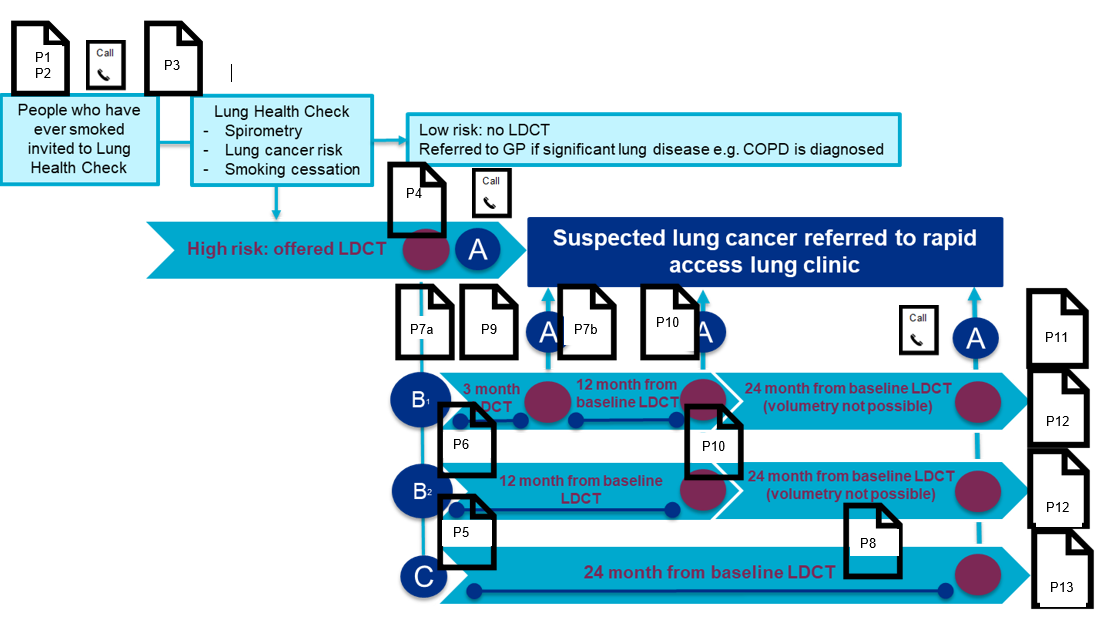 P1
P2
Call
P3
People who have
ever smoked
invited to Lung
Health Check
Lung Health Check
- Spirometry
- Lung cancer risk
- Smoking cessation
Low risk: no LDCT
Referred to GP if significant lung disease e.g. COPD is diagnosed
P4
Call
High risk: offered LDCT
A
Suspected lung cancer referred to rapid
access lung clinic
P7a
P9
A
P7b
P10
A
Call
A
P11
B1
3 month
DCT
12 month from
baseline LDCT
24 month from baseline LDCT
(volumetry not possible)
P12
P6
P10
B2
12 month from baseline
LDCT
24 month from baseline LDCT
(volumetry not possible)
P12
P5
P8
C
24 month from baseline LDCT
P13